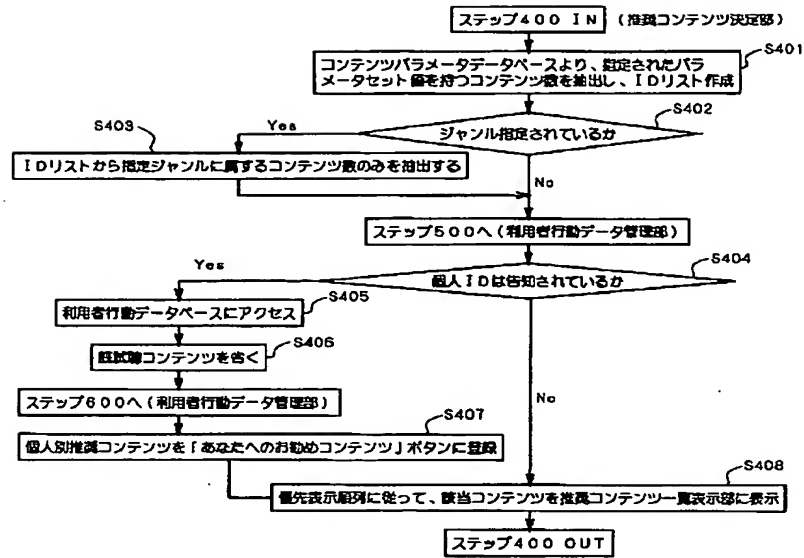 ステップ400 IN (推奨コンテンツ決定部)
S401
コンテンツパラメータデータベースより、指定されたパラ
メータセット値を持つコンテンツ数を抽出し、IDリスト作成
S402
ジャンル指定されているか
Yes
S403
IDリストから指定ジャンルに属するコンテンツ数のみを抽出する
No
ステップ500へ(利用者行動データ管理部)
S404
個人IDは告知されているか
Yes
S405
利用者行動データベースにアクセス
S406
既試聴コンテンツを省く
ステップ600へ(利用者行動データ管理部)
No
S407
個人別推奨コンテンツを「あなたへのお勧めコンテンツ」ボタンに登録
S408
優先表示順列に従って、該当コンテンツを推奨コンテンツ一覧表示部に表示
ステップ400 OUT